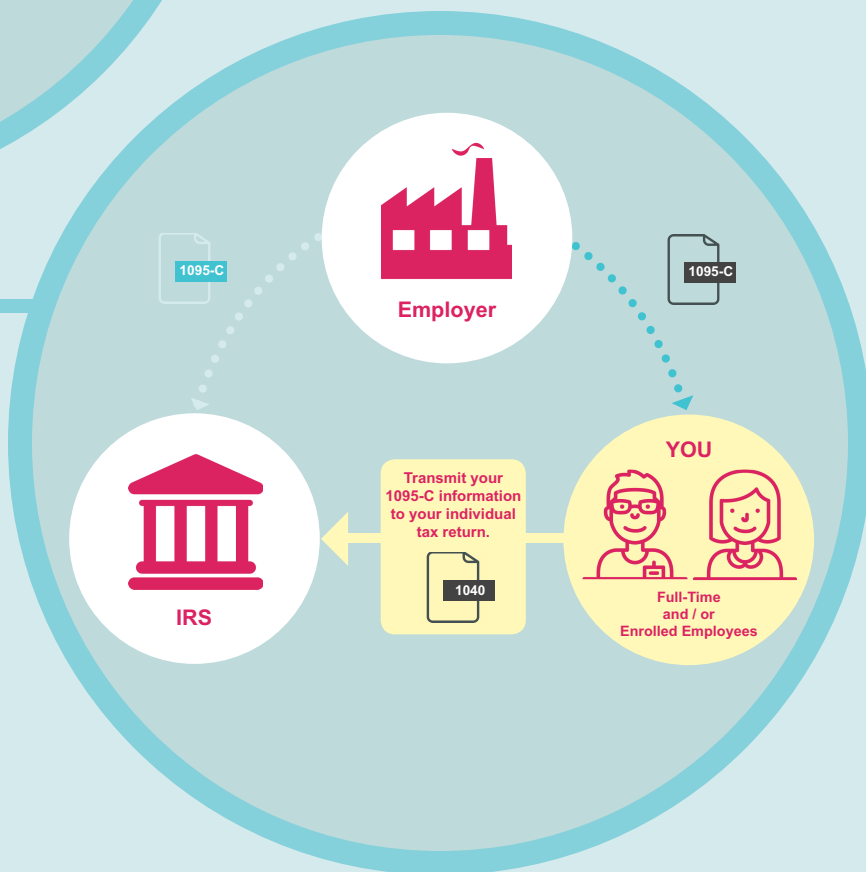 1095-C
1095-C
Employer
YOU
Transmit your
1095-C information
to your individual
tax return.
1040
IRS
Full-Time
and / or
Enrolled Employees